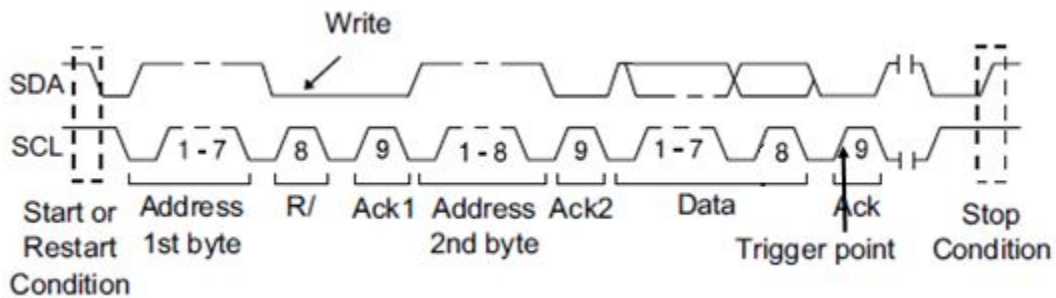 Write
SDA
SCL
1 - 7
8
9
1 - 8
9
1 - 7
8
9
Start or
Restart
Condition
Address
1st byte
R/
Ack1
Address
2nd byte
Ack2
Data
Ack
Trigger point
Stop
Condition